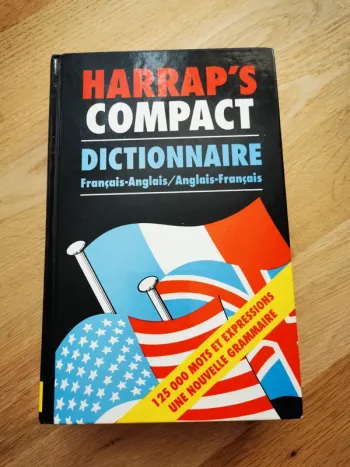 HARRAP'S
COMPACT
DICTIONNAIRE
Français-Anglais/Anglais-Français
125 000 MOTS ET EXPRESSIONS
UNE NOUVELLE GRAMMAIRE